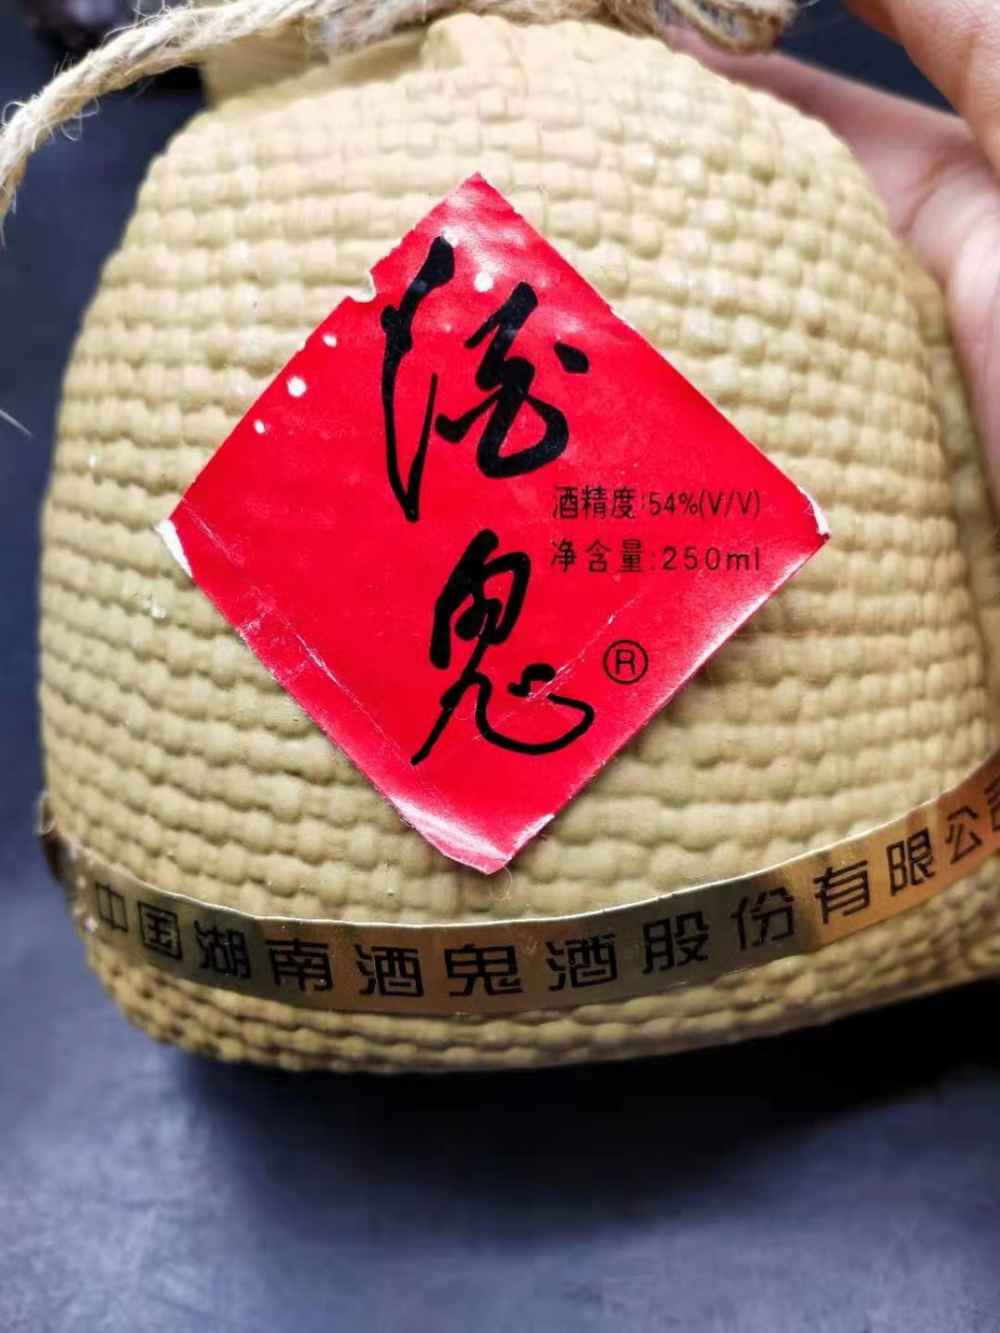 酒
鬼
®
酒精度:54%(V/V)
净含量:250ml
中国湖南酒鬼酒股份有限公司